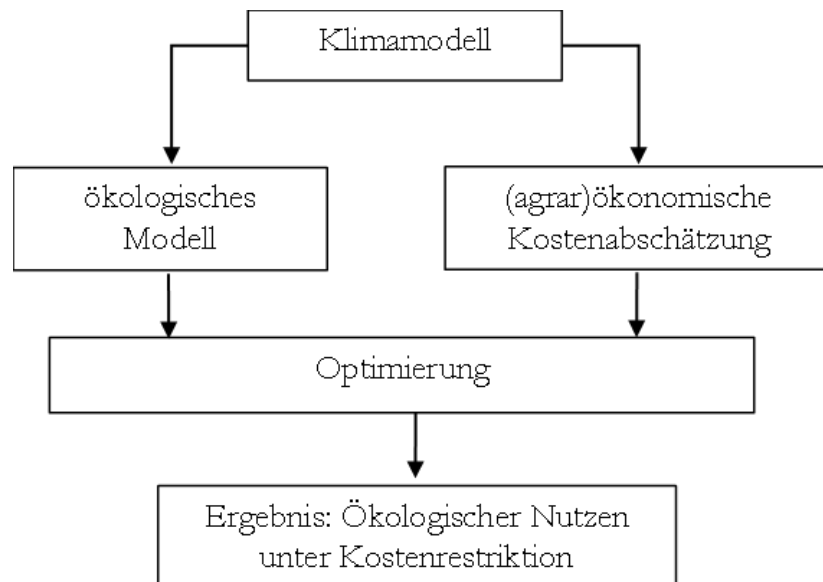 Klimamodell
ökologisches
Modell
(agrar)ökonomische
Kostenabschätzung
Optimierung
Ergebnis: Ökologischer Nutzen
unter Kostenrestriktion